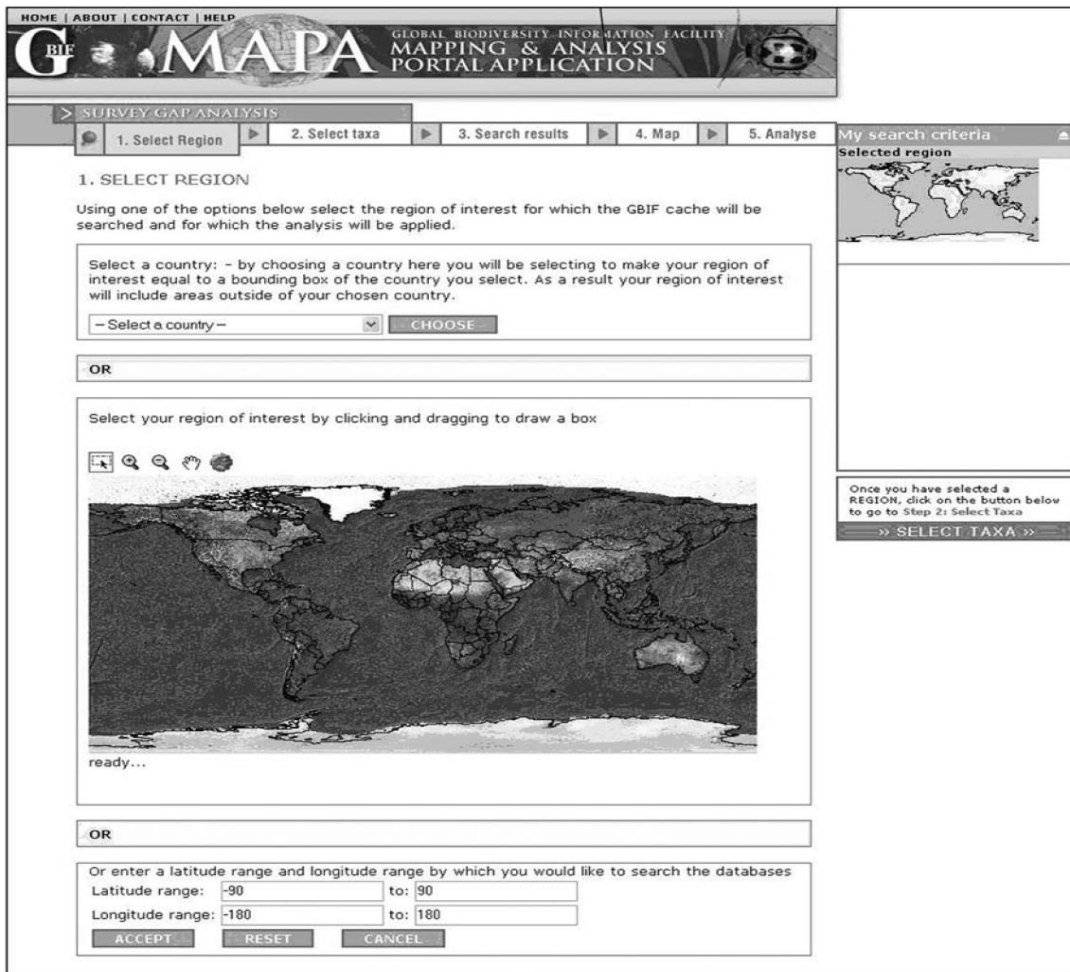 HOME | ABOUT | CONTACT | HELP
GBIF MAPA
GLOBAL BIODIVERSITY INFORMATION FACILITY
MAPPING & ANALYSIS
PORTAL APPLICATION
> SURVEY GAP ANALYSIS
1. Select Region
2. Select taxa
3. Search results
4. Map
5. Analyse
1. SELECT REGION
Using one of the options below select the region of interest for which the GBIF cache will be
searched and for which the analysis will be applied.
Select a country: - by choosing a country here you will be selecting to make your region of
interest equal to a bounding box of the country you select. As a result your region of interest
will include areas outside of your chosen country.
-- Select a country --
CHOOSE
OR
Select your region of interest by clicking and dragging to draw a box
ready...
OR
Or enter a latitude range and longitude range by which you would like to search the databases
Latitude range: -90 to: 90
Longitude range: -180 to: 180
ACCEPT RESET CANCEL
My search criteria
Selected region
Once you have selected a
REGION, click on the button below
to go to Step 2: Select Taxa
» SELECT TAXA »